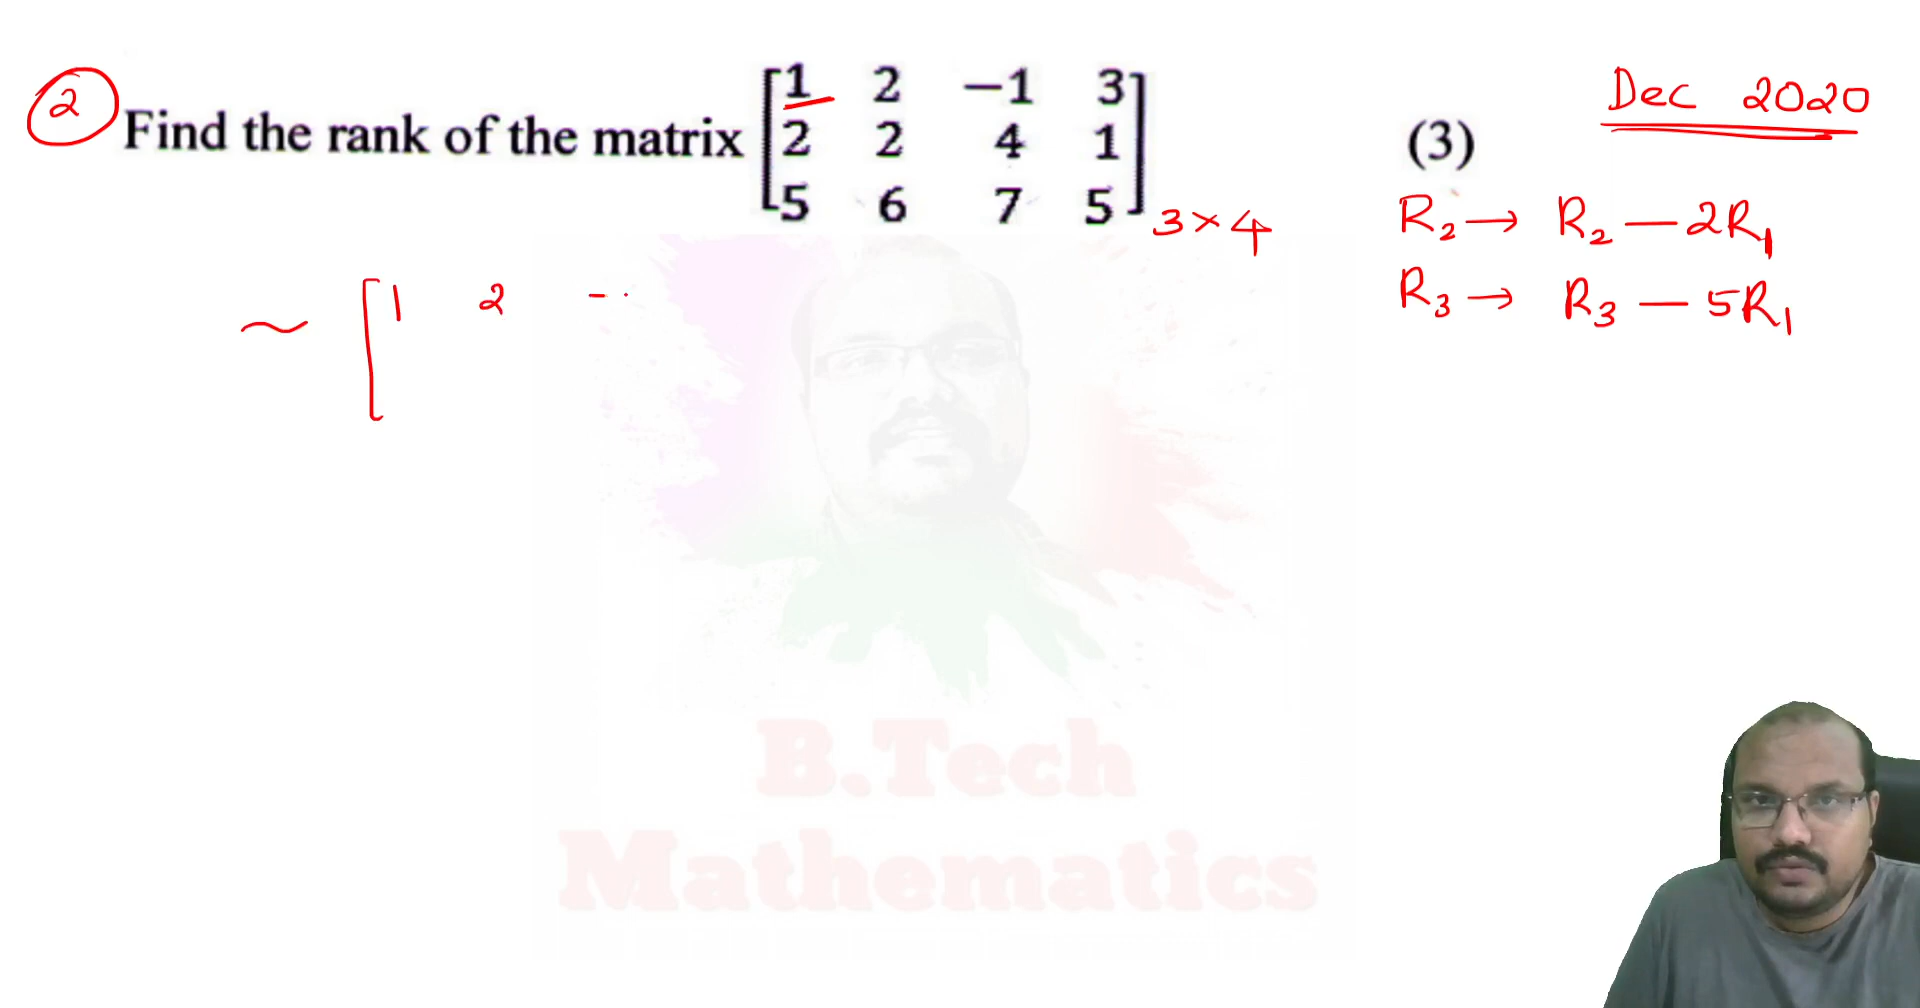 ②
Find the rank of the matrix [1 2 −1 3
2 2 4 1
5 6 7 5] 3×4
(3)
Dec 2020
R₂ → R₂ — 2R₁
R₃ → R₃ — 5R₁
~ [1 2 -
B.Tech
Mathematics